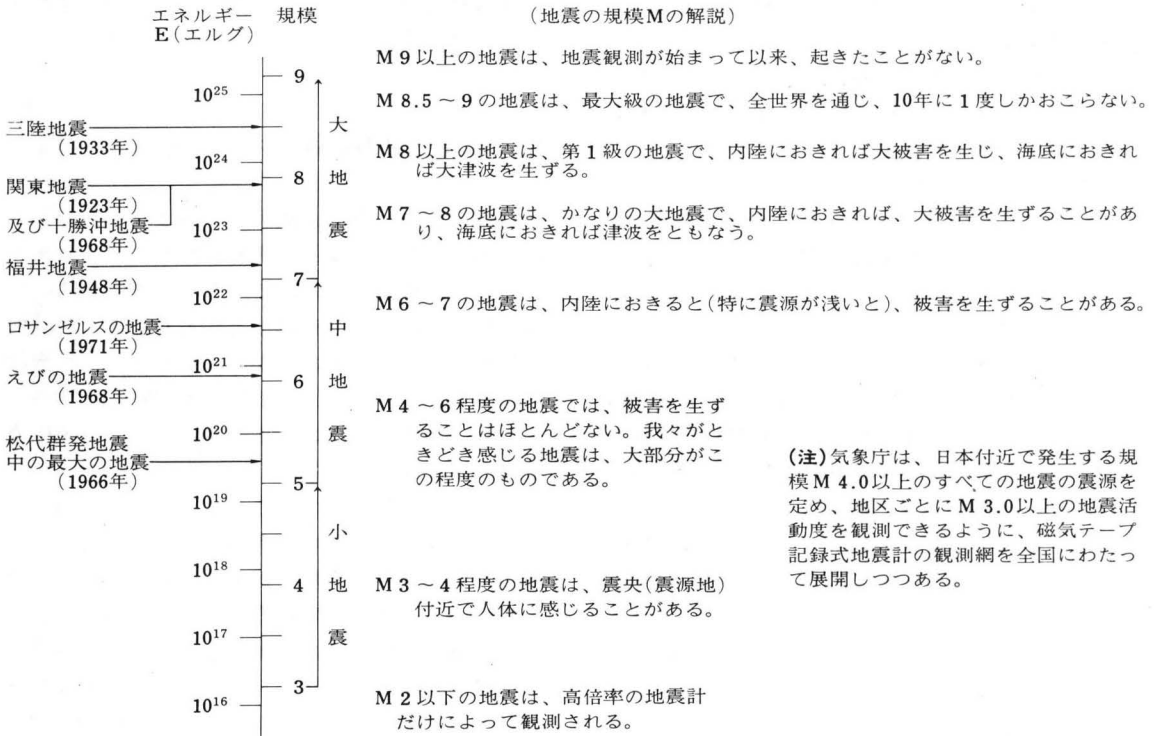 エネルギー 規模
E(エルグ)
(地震の規模Mの解説)
9
10²⁵
10²⁴
8
10²³
7
10²²
10²¹
6
10²⁰
5
10¹⁹
10¹⁸
4
10¹⁷
3
10¹⁶
大地震
中地震
小地震
三陸地震
(1933年)
関東地震
(1923年)
及び十勝沖地震
(1968年)
福井地震
(1948年)
ロサンゼルスの地震
(1971年)
えびの地震
(1968年)
松代群発地震
中の最大の地震
(1966年)
M9以上の地震は、地震観測が始まって以来、起きたことがない。
M8.5～9の地震は、最大級の地震で、全世界を通じ、10年に1度しかおこらない。
M8以上の地震は、第1級の地震で、内陸におきれば大被害を生じ、海底におきれ
ば大津波を生ずる。
M7～8の地震は、かなりの大地震で、内陸におきれば、大被害を生ずることがあ
り、海底におきれば津波をともなう。
M6～7の地震は、内陸におきると(特に震源が浅いと)、被害を生ずることがある。
M4～6程度の地震では、被害を生ず
ることはほとんどない。我々がと
きどき感じる地震は、大部分がこ
の程度のものである。
M3～4程度の地震は、震央(震源地)
付近で人体に感じることがある。
M2以下の地震は、高倍率の地震計
だけによって観測される。
(注)気象庁は、日本付近で発生する規
模M4.0以上のすべての地震の震源を
定め、地区ごとにM3.0以上の地震活
動度を観測できるように、磁気テープ
記録式地震計の観測網を全国にわたっ
て展開しつつある。